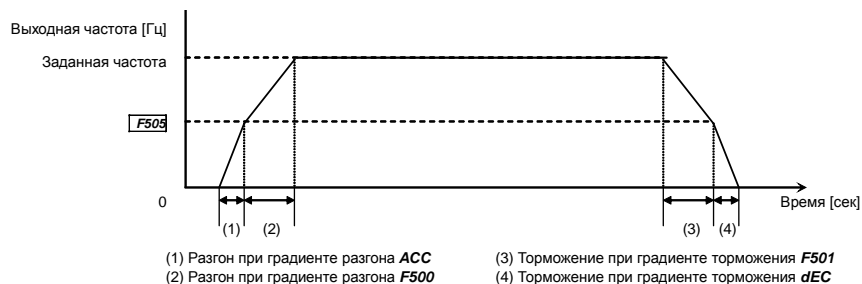 Выходная частота [Гц]
Заданная частота
F505
0
Время [сек]
(1) (2) (3) (4)
(1) Разгон при градиенте разгона ACC
(2) Разгон при градиенте разгона F500
(3) Торможение при градиенте торможения F501
(4) Торможение при градиенте торможения dEC